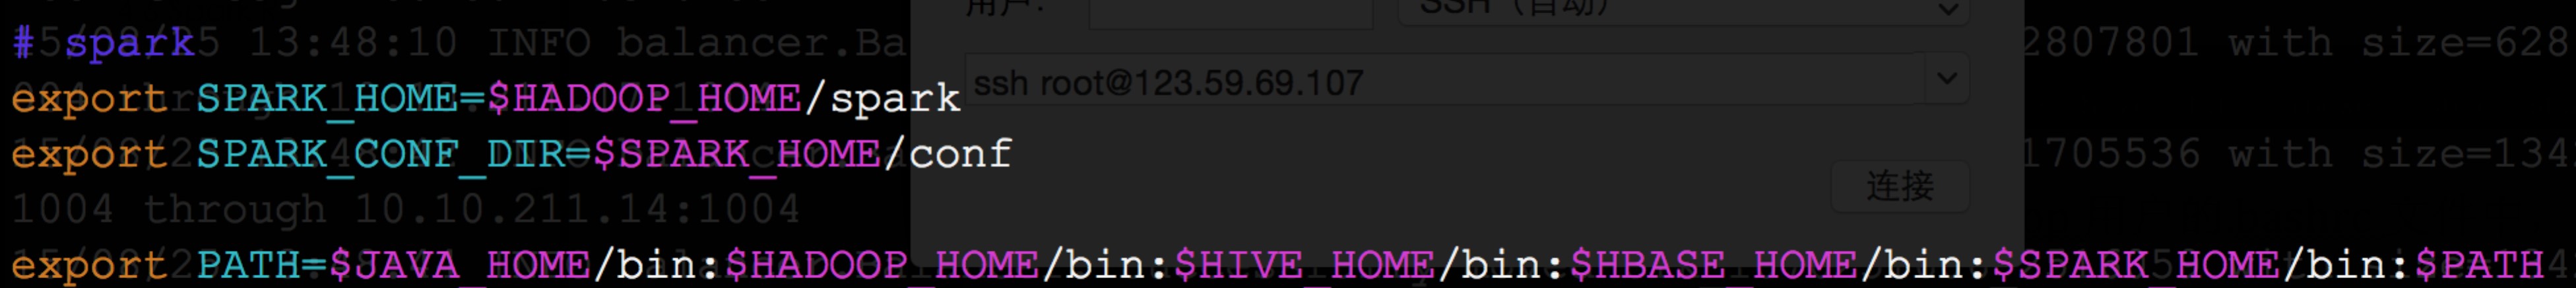 用户: SSH（自动）
# spark
5 13:48:10 INFO balancer.Ba
2807801 with size=628
export SPARK_HOME=$HADOOP_HOME/spark
ssh root@123.59.69.107
export SPARK_CONF_DIR=$SPARK_HOME/conf
1705536 with size=134
连接
1004 through 10.10.211.14:1004
export PATH=$JAVA_HOME/bin:$HADOOP_HOME/bin:$HIVE_HOME/bin:$HBASE_HOME/bin:$SPARK_HOME/bin:$PATH